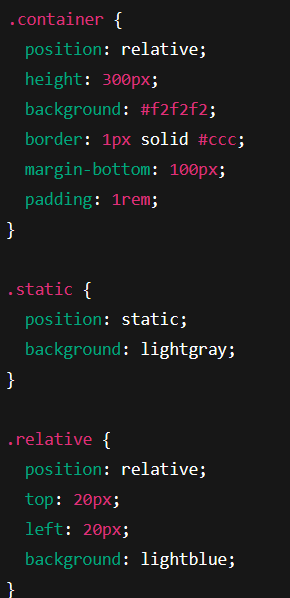 .container {
  position: relative;
  height: 300px;
  background: #f2f2f2;
  border: 1px solid #ccc;
  margin-bottom: 100px;
  padding: 1rem;
}

.static {
  position: static;
  background: lightgray;
}

.relative {
  position: relative;
  top: 20px;
  left: 20px;
  background: lightblue;
}